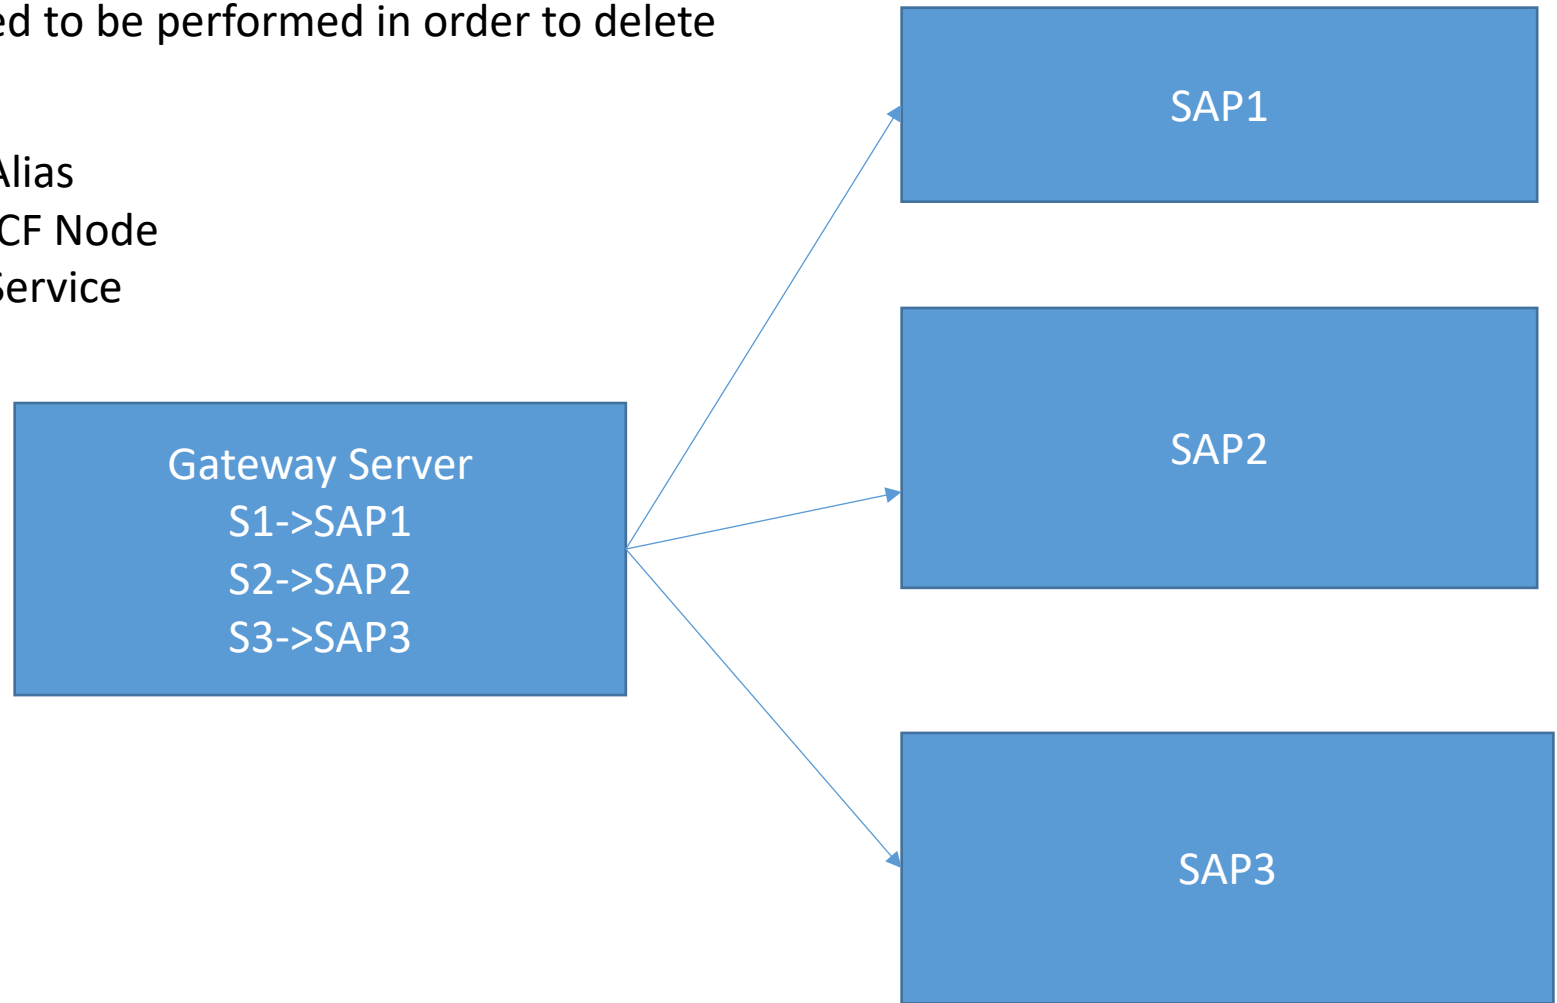 to be performed in order to delete
Alias
CF Node
Service
SAP1
SAP2
Gateway Server
S1->SAP1
S2->SAP2
S3->SAP3
SAP3